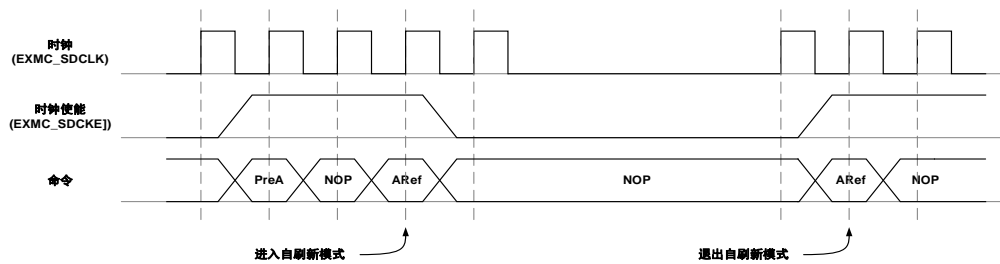 时钟
(EXMC_SDCLK)
时钟使能
(EXMC_SDCKE])
命令
PreA
NOP
ARef
NOP
ARef
NOP
进入自刷新模式
退出自刷新模式